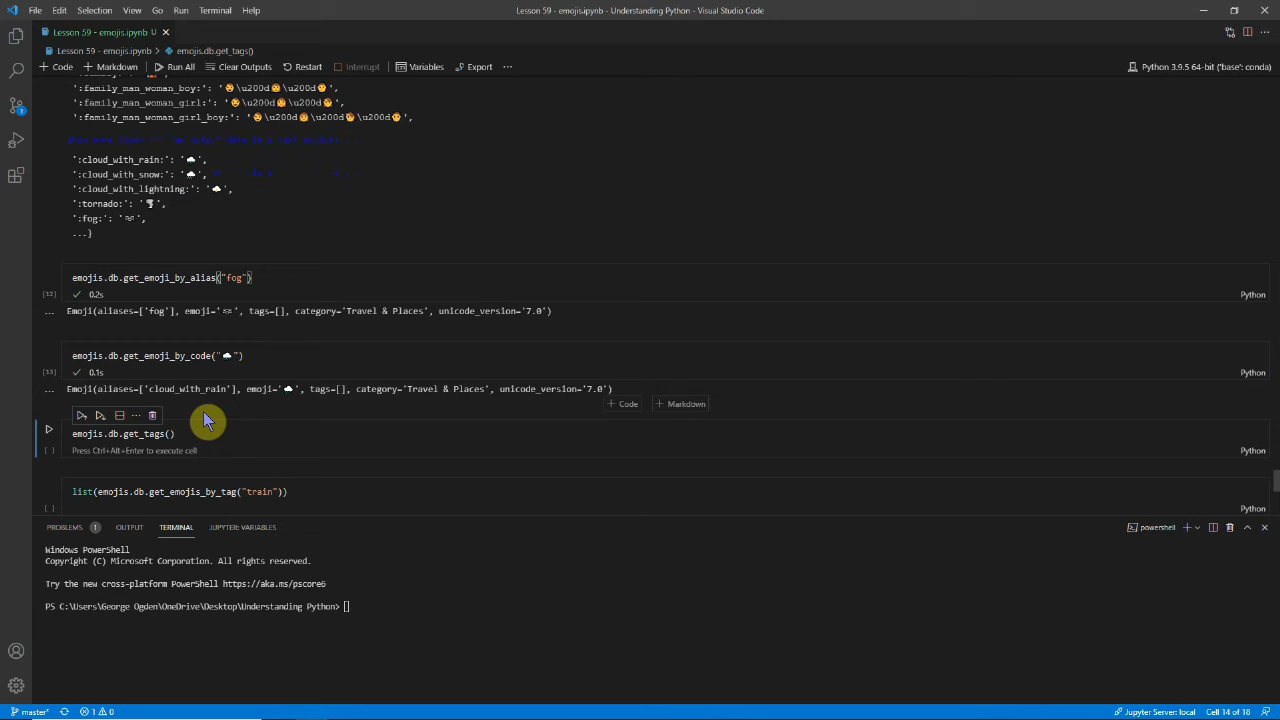 File Edit Selection View Go Run Terminal Help
Lesson 59 - emojis.ipynb - Understanding Python - Visual Studio Code
Lesson 59 - emojis.ipynb U
Lesson 59 - emojis.ipynb > emojis.db.get_tags()
+ Code + Markdown Run All Clear Outputs Restart Interrupt Variables Export ...
Python 3.9.5 64-bit ('base': conda)
':family_man_woman_boy:': '👨\u200d👩\u200d👦',
':family_man_woman_girl:': '👨\u200d👩\u200d👧',
':family_man_woman_girl_boy:': '👨\u200d👩\u200d👧\u200d👦',
':cloud_with_rain:': '🌧',
':cloud_with_snow:': '🌨',
':cloud_with_lightning:': '🌩',
':tornado:': '🌪',
':fog:': '🌫',
...}
emojis.db.get_emoji_by_alias("fog")
[12] ✓ 0.2s Python
... Emoji(aliases=['fog'], emoji='🌫', tags=[], category='Travel & Places', unicode_version='7.0')
emojis.db.get_emoji_by_code("🌧")
[13] ✓ 0.1s Python
... Emoji(aliases=['cloud_with_rain'], emoji='🌧', tags=[], category='Travel & Places', unicode_version='7.0')
+ Code + Markdown
emojis.db.get_tags()
[ ] Press Ctrl+Alt+Enter to execute cell Python
list(emojis.db.get_emojis_by_tag("train"))
[ ] Python
PROBLEMS 1 OUTPUT TERMINAL JUPYTER: VARIABLES
powershell
Windows PowerShell
Copyright (C) Microsoft Corporation. All rights reserved.
Try the new cross-platform PowerShell https://aka.ms/pscore6
PS C:\Users\George Ogden\OneDrive\Desktop\Understanding Python>
master* 1 0
Jupyter Server: local Cell 14 of 18